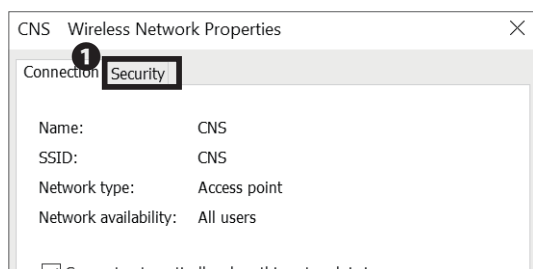 CNS Wireless Network Properties
1
Connection Security
Name: CNS
SSID: CNS
Network type: Access point
Network availability: All users